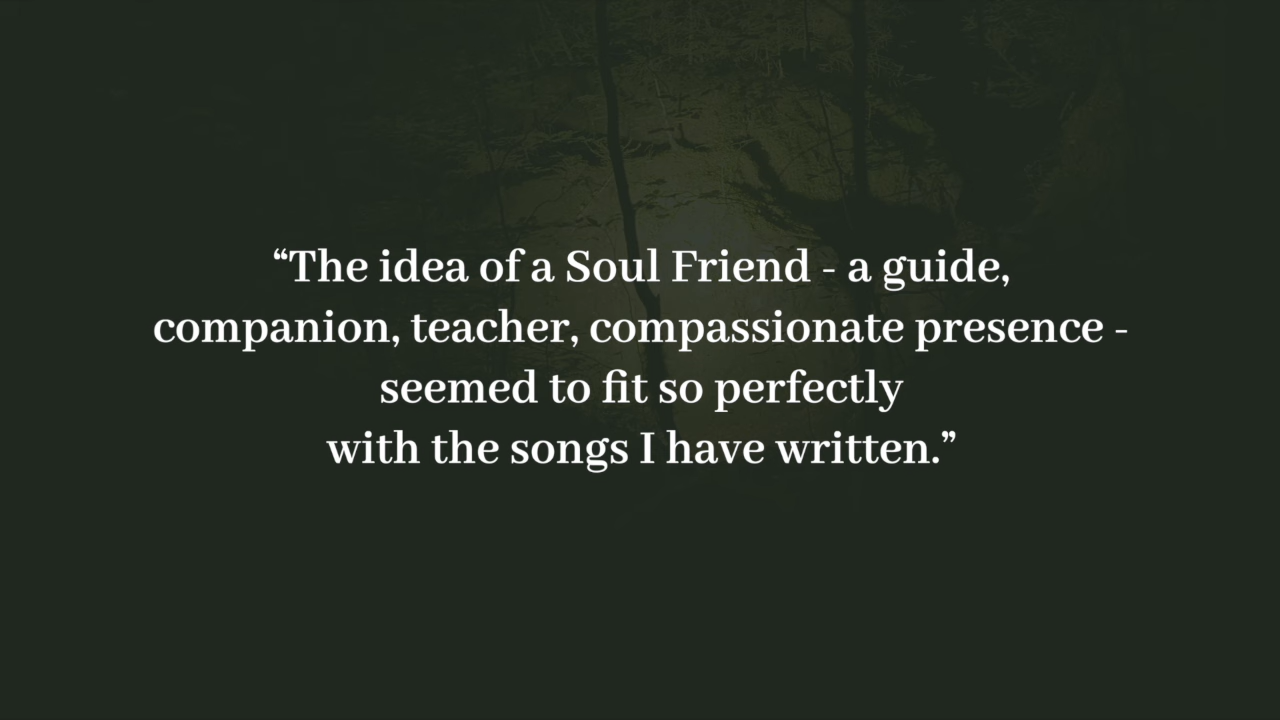 “The idea of a Soul Friend - a guide,
companion, teacher, compassionate presence -
seemed to fit so perfectly
with the songs I have written.”